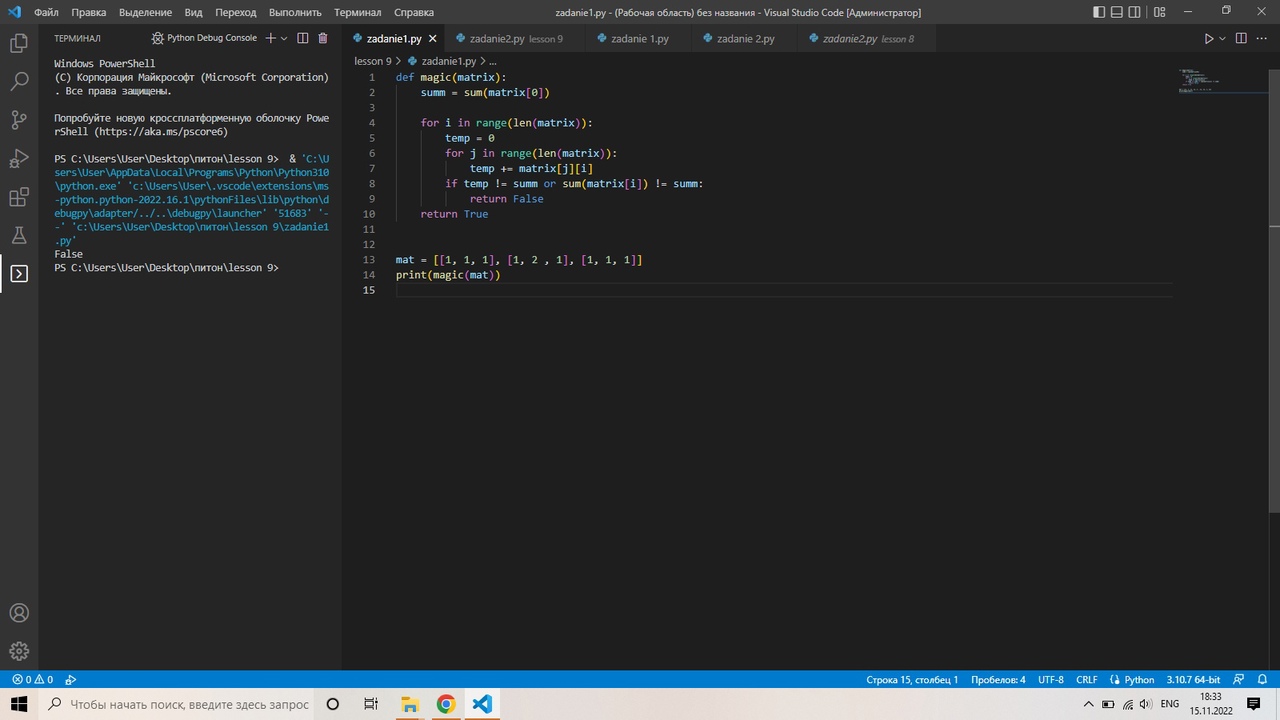 Файл Правка Выделение Вид Переход Выполнить Терминал Справка
zadanie1.py - (Рабочая область) без названия - Visual Studio Code [Администратор]
ТЕРМИНАЛ
Python Debug Console
zadanie1.py
zadanie2.py lesson 9
zadanie 1.py
zadanie 2.py
zadanie2.py lesson 8
Windows PowerShell
(C) Корпорация Майкрософт (Microsoft Corporation)
. Все права защищены.
Попробуйте новую кроссплатформенную оболочку Powe
rShell (https://aka.ms/pscore6)
PS C:\Users\User\Desktop\питон\lesson 9>  & 'C:\U
sers\User\AppData\Local\Programs\Python\Python310
\python.exe' 'c:\Users\User\.vscode\extensions\ms
-python.python-2022.16.1\pythonFiles\lib\python\d
ebugpy\adapter/../..\debugpy\launcher' '51683' '-
-' 'c:\Users\User\Desktop\питон\lesson 9\zadanie1
.py'
False
PS C:\Users\User\Desktop\питон\lesson 9>
lesson 9 > zadanie1.py > ...
1 def magic(matrix):
2     summ = sum(matrix[0])
3
4     for i in range(len(matrix)):
5         temp = 0
6         for j in range(len(matrix)):
7             temp += matrix[j][i]
8         if temp != summ or sum(matrix[i]) != summ:
9             return False
10     return True
11
12
13 mat = [[1, 1, 1], [1, 2 , 1], [1, 1, 1]]
14 print(magic(mat))
15
0 0
Строка 15, столбец 1 Пробелов: 4 UTF-8 CRLF Python 3.10.7 64-bit
Чтобы начать поиск, введите здесь запрос
ENG
18:33
15.11.2022